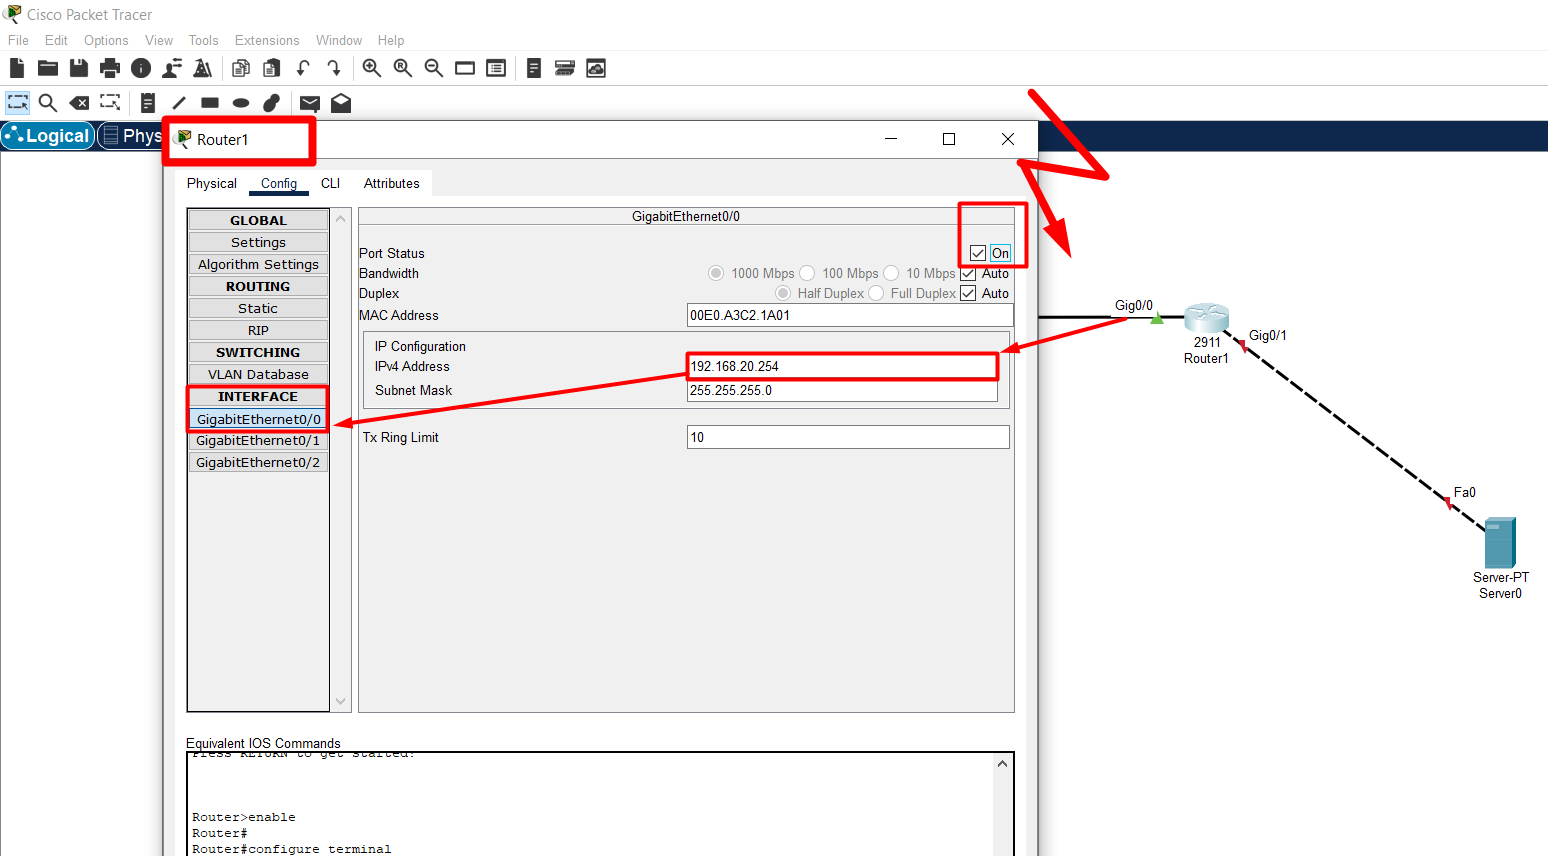 Cisco Packet Tracer
File Edit Options View Tools Extensions Window Help
Logical Phys
Router1
Physical Config CLI Attributes
GLOBAL
Settings
Algorithm Settings
ROUTING
Static
RIP
SWITCHING
VLAN Database
INTERFACE
GigabitEthernet0/0
GigabitEthernet0/1
GigabitEthernet0/2
GigabitEthernet0/0
Port Status On
Bandwidth 1000 Mbps 100 Mbps 10 Mbps Auto
Duplex Half Duplex Full Duplex Auto
MAC Address 00E0.A3C2.1A01
IP Configuration
IPv4 Address 192.168.20.254
Subnet Mask 255.255.255.0
Tx Ring Limit 10
Equivalent IOS Commands
Press RETURN to get started!
Router>enable
Router#
Router#configure terminal
Gig0/0
2911
Router1
Gig0/1
Fa0
Server-PT
Server0